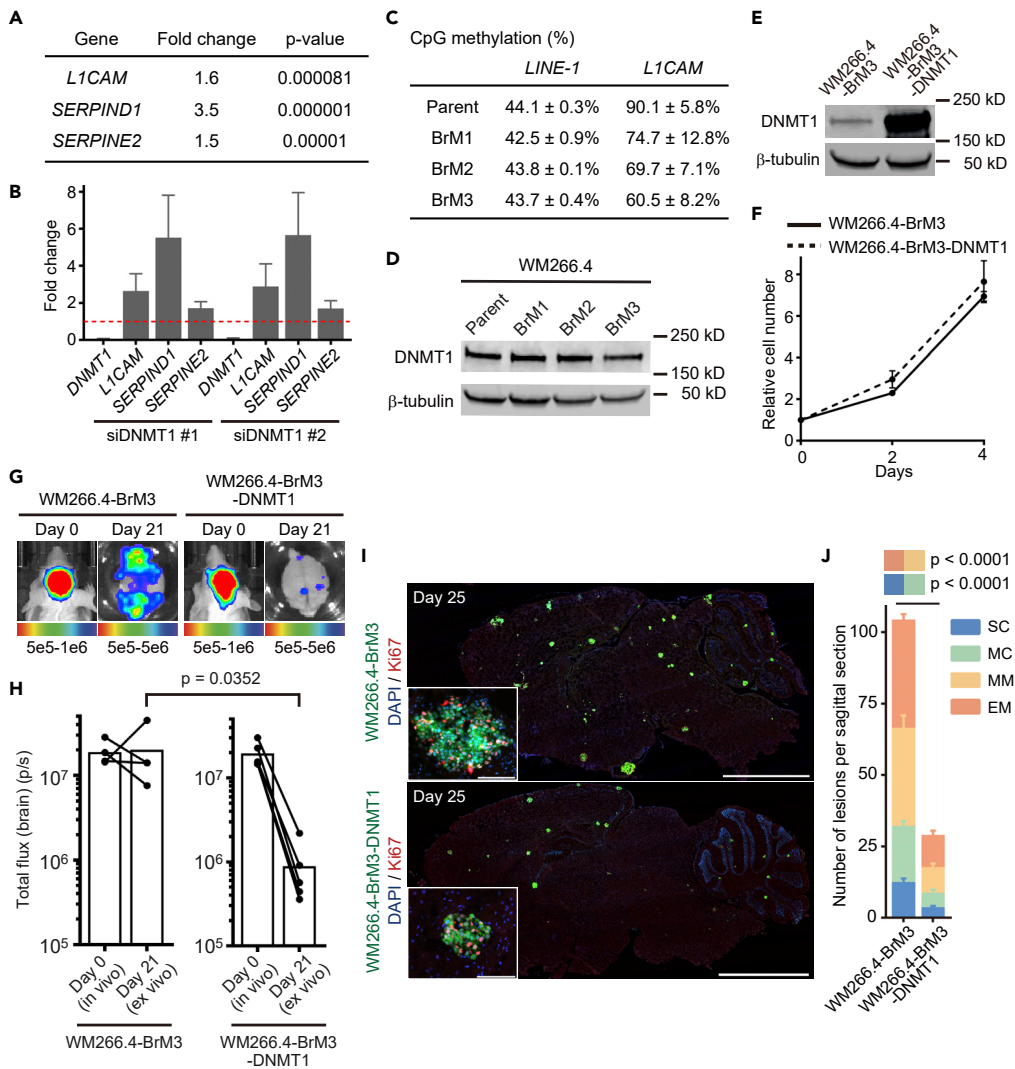 A
Gene Fold change p-value
L1CAM 1.6 0.000081
SERPIND1 3.5 0.000001
SERPINE2 1.5 0.00001
B
Fold change
8
6
4
2
0
DNMT1 L1CAM SERPIND1 SERPINE2 DNMT1 L1CAM SERPIND1 SERPINE2
siDNMT1 #1 siDNMT1 #2
C
CpG methylation (%)
LINE-1 L1CAM
Parent 44.1 ± 0.3% 90.1 ± 5.8%
BrM1 42.5 ± 0.9% 74.7 ± 12.8%
BrM2 43.8 ± 0.1% 69.7 ± 7.1%
BrM3 43.7 ± 0.4% 60.5 ± 8.2%
D
WM266.4
Parent BrM1 BrM2 BrM3
250 kD
DNMT1
150 kD
β-tubulin
50 kD
E
WM266.4
-BrM3
WM266.4
-BrM3
-DNMT1
250 kD
DNMT1
150 kD
β-tubulin
50 kD
F
WM266.4-BrM3
WM266.4-BrM3-DNMT1
Relative cell number
8
6
4
2
0
0 2 4
Days
G
WM266.4-BrM3
WM266.4-BrM3
-DNMT1
Day 0 Day 21 Day 0 Day 21
5e5-1e6 5e5-5e6 5e5-1e6 5e5-5e6
H
p = 0.0352
Total flux (brain) (p/s)
10⁷ 10⁷
10⁶ 10⁶
10⁵ 10⁵
Day 0
(in vivo)
Day 21
(ex vivo)
Day 0
(in vivo)
Day 21
(ex vivo)
WM266.4-BrM3
WM266.4-BrM3
-DNMT1
I
WM266.4-BrM3
DAPI / Ki67
Day 25
WM266.4-BrM3-DNMT1
DAPI / Ki67
Day 25
J
p < 0.0001
p < 0.0001
SC
MC
MM
EM
Number of lesions per sagittal section
100
75
50
25
0
WM266.4-BrM3
WM266.4-BrM3
-DNMT1